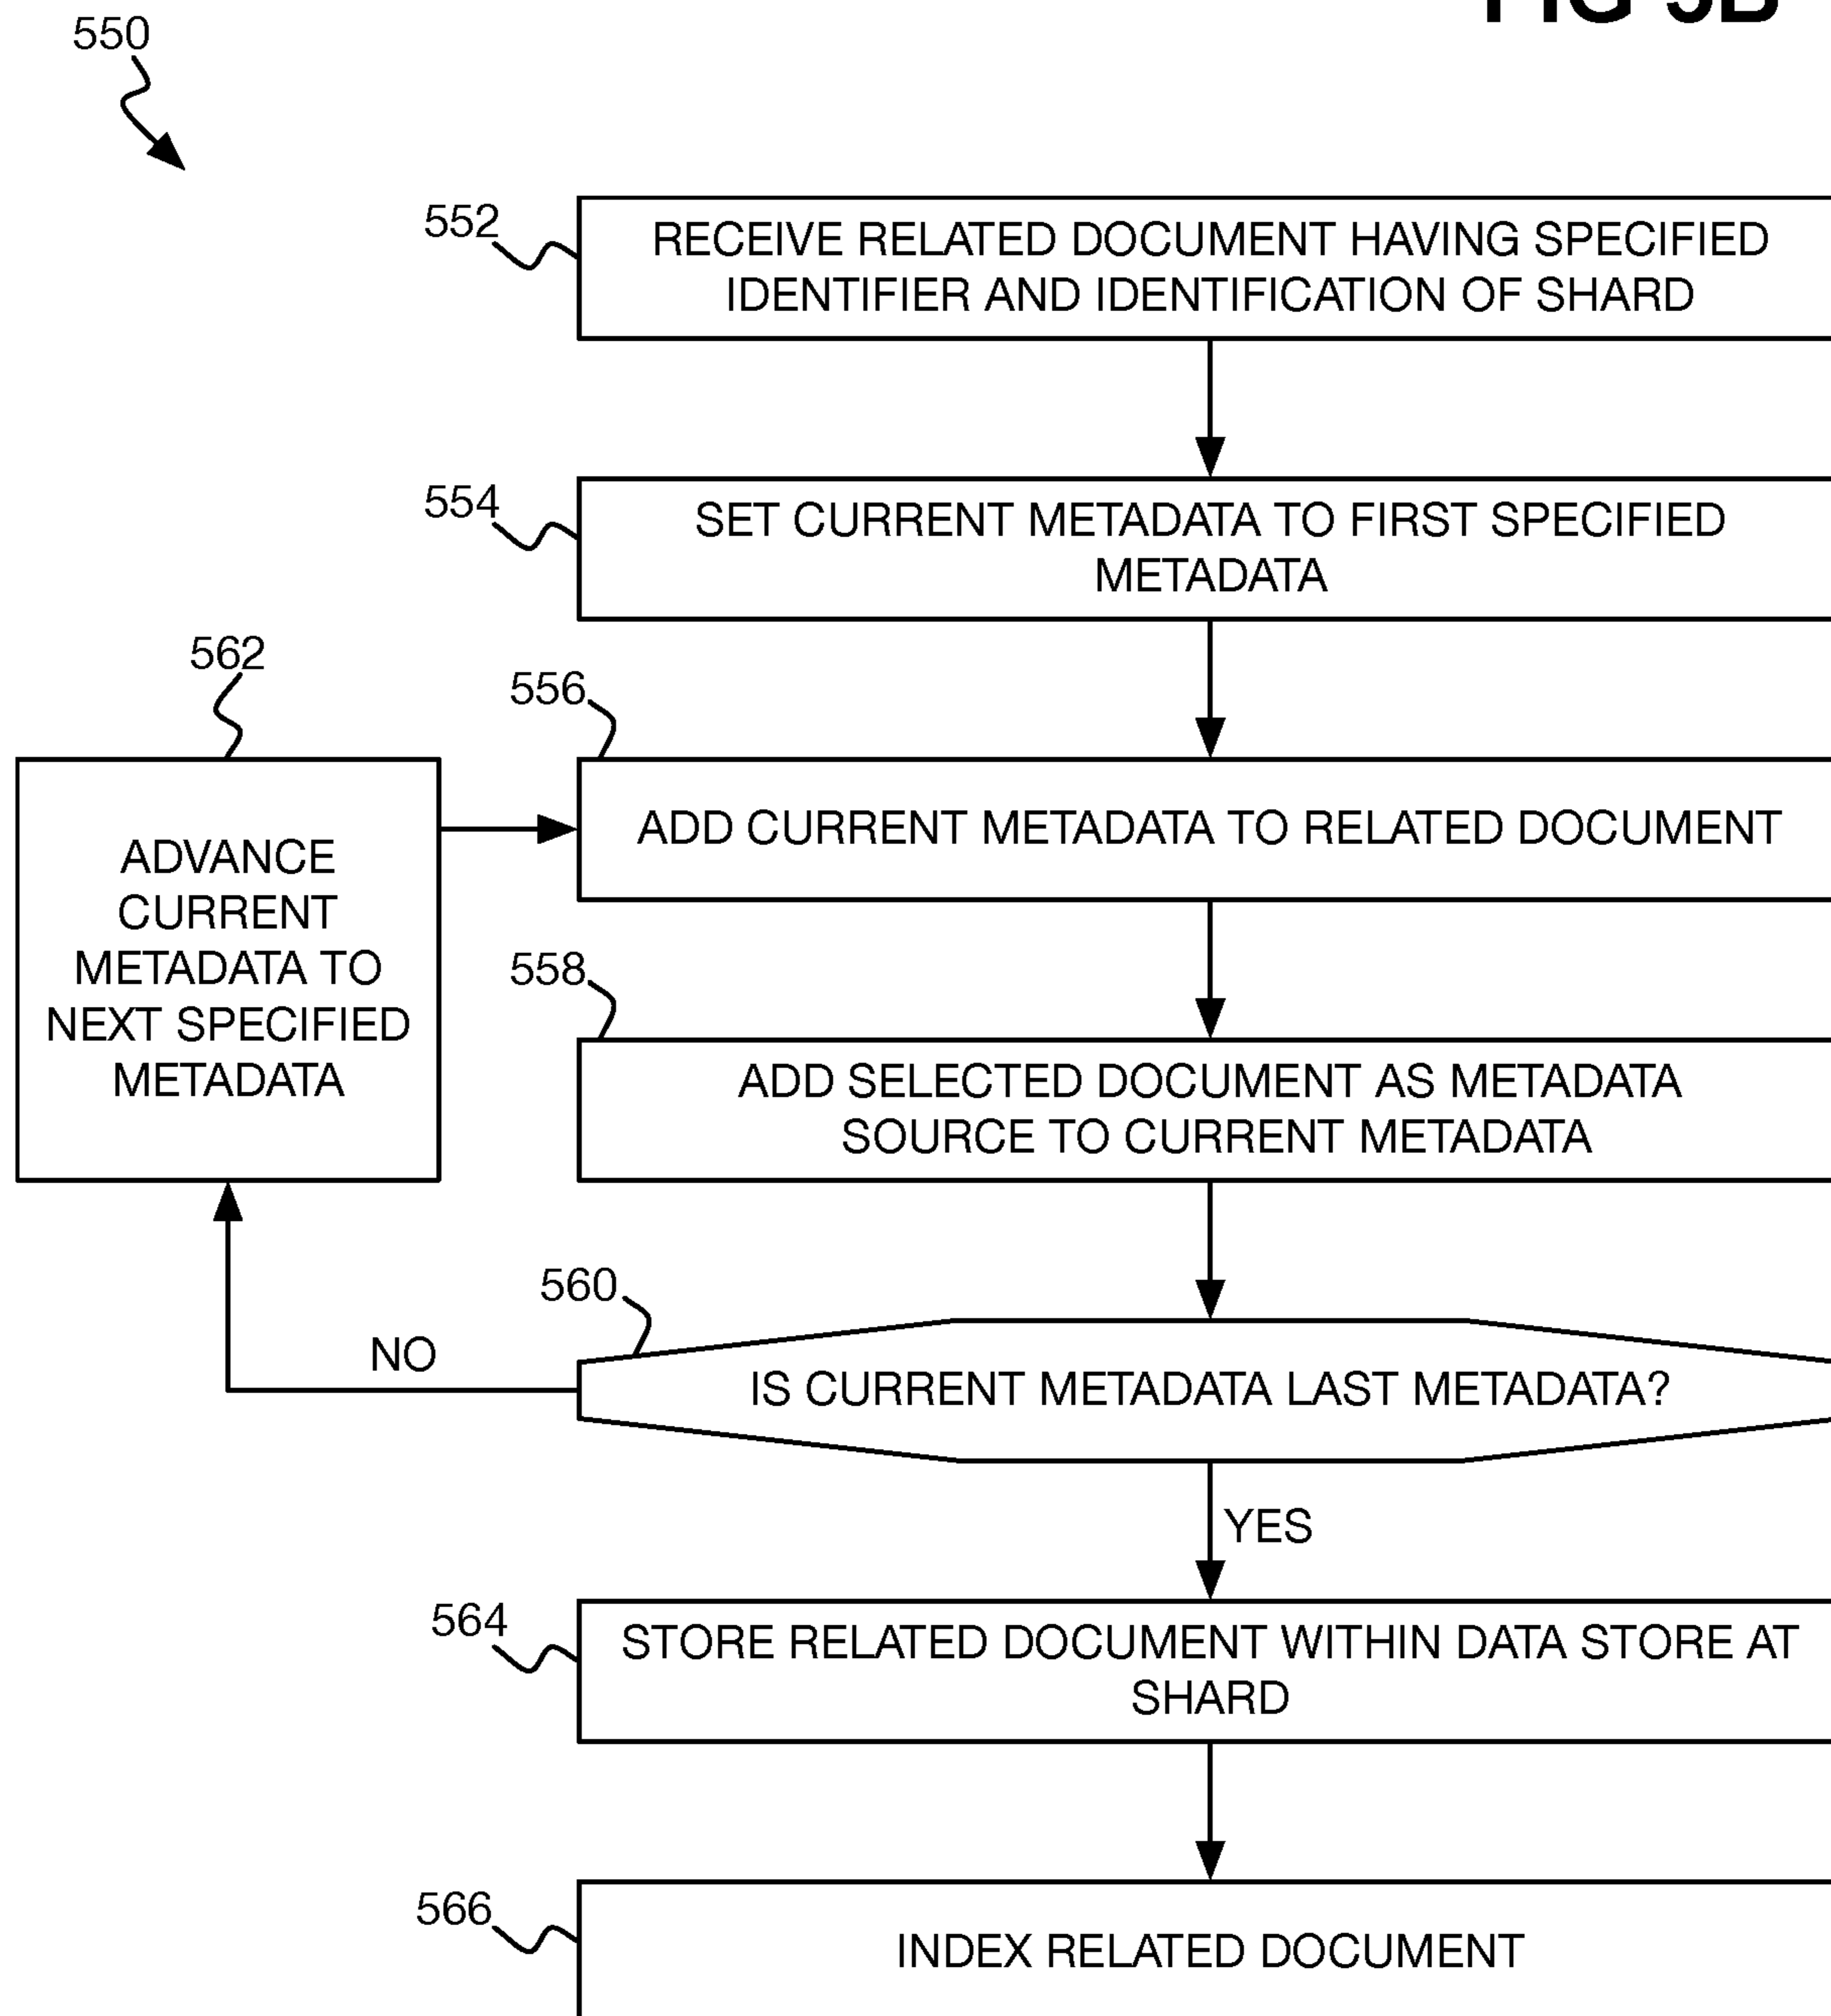 550
552
RECEIVE RELATED DOCUMENT HAVING SPECIFIED
IDENTIFIER AND IDENTIFICATION OF SHARD
554
SET CURRENT METADATA TO FIRST SPECIFIED
METADATA
562
556
ADD CURRENT METADATA TO RELATED DOCUMENT
ADVANCE
CURRENT
METADATA TO
NEXT SPECIFIED
METADATA
558
ADD SELECTED DOCUMENT AS METADATA
SOURCE TO CURRENT METADATA
560
NO
IS CURRENT METADATA LAST METADATA?
YES
564
STORE RELATED DOCUMENT WITHIN DATA STORE AT
SHARD
566
INDEX RELATED DOCUMENT